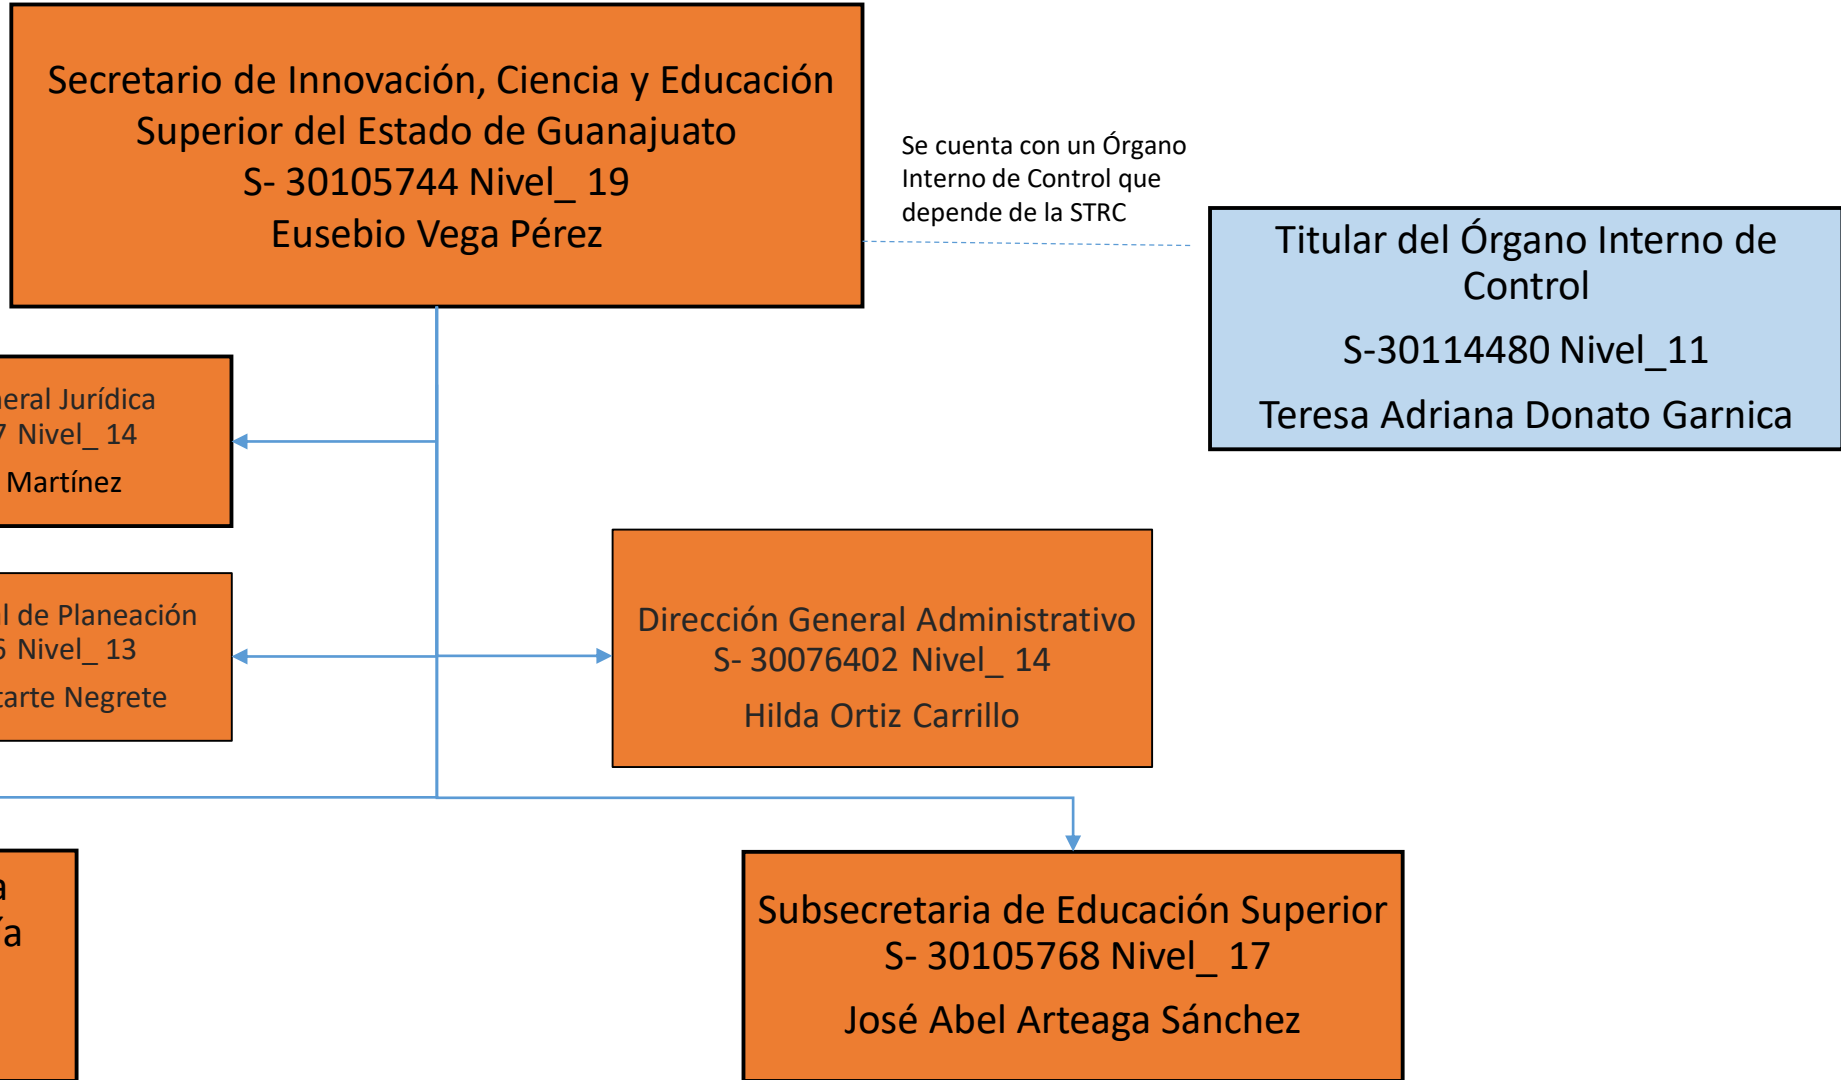 Secretario de Innovación, Ciencia y Educación
Superior del Estado de Guanajuato
S- 30105744 Nivel_ 19
Eusebio Vega Pérez
Se cuenta con un Órgano
Interno de Control que
depende de la STRC
Titular del Órgano Interno de
Control
S-30114480 Nivel_11
Teresa Adriana Donato Garnica
Jurídica
7 Nivel_ 14
Martínez
de Planeación
6 Nivel_ 13
Negrete
Dirección General Administrativo
S- 30076402 Nivel_ 14
Hilda Ortiz Carrillo
Subsecretaria de Educación Superior
S- 30105768 Nivel_ 17
José Abel Arteaga Sánchez